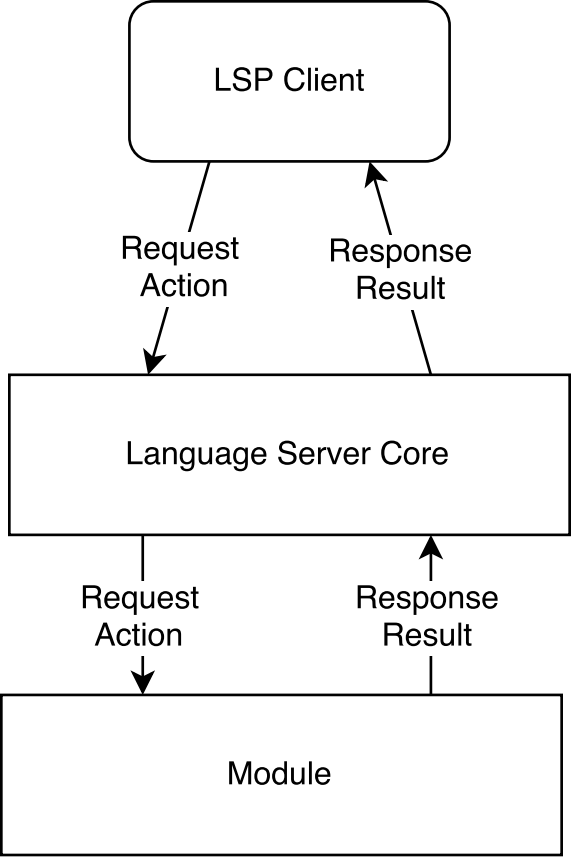 LSP Client
Request
Action
Response
Result
Language Server Core
Request
Action
Response
Result
Module